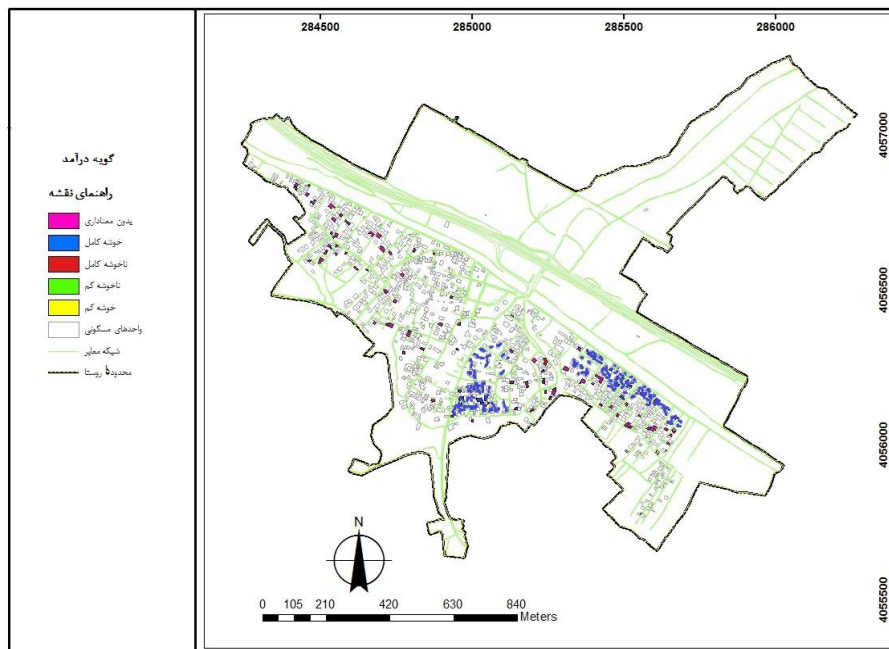 284500 285000 285500 286000
4057000
4056500
4056000
4055500
گویه درآمد
راهنمای نقشه
بدون معناداری
خوشه کامل
ناخوشه کامل
ناخوشه کم
خوشه کم
واحدهای مسکونی
شبکه معابر
محدودهٔ روستا
N
0 105 210 420 630 840
Meters